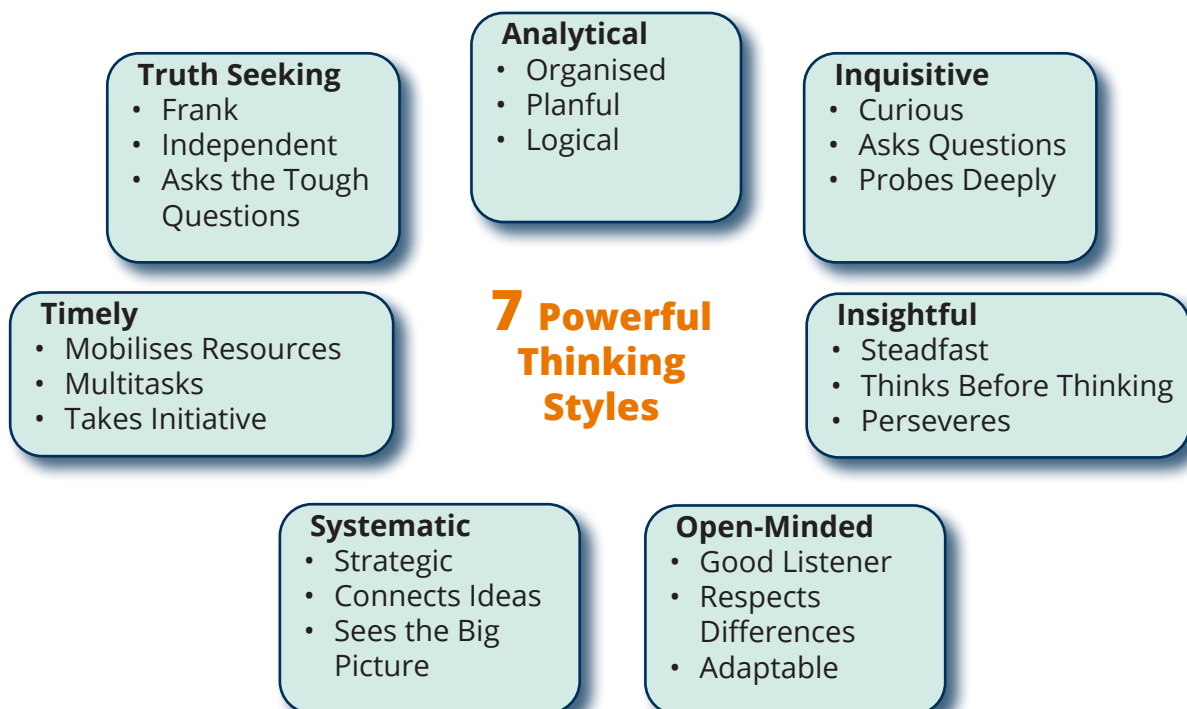 Analytical
• Organised
• Planful
• Logical
Truth Seeking
• Frank
• Independent
• Asks the Tough
Questions
Inquisitive
• Curious
• Asks Questions
• Probes Deeply
Timely
• Mobilises Resources
• Multitasks
• Takes Initiative
7 Powerful
Thinking
Styles
Insightful
• Steadfast
• Thinks Before Thinking
• Perseveres
Systematic
• Strategic
• Connects Ideas
• Sees the Big
Picture
Open-Minded
• Good Listener
• Respects
Differences
• Adaptable